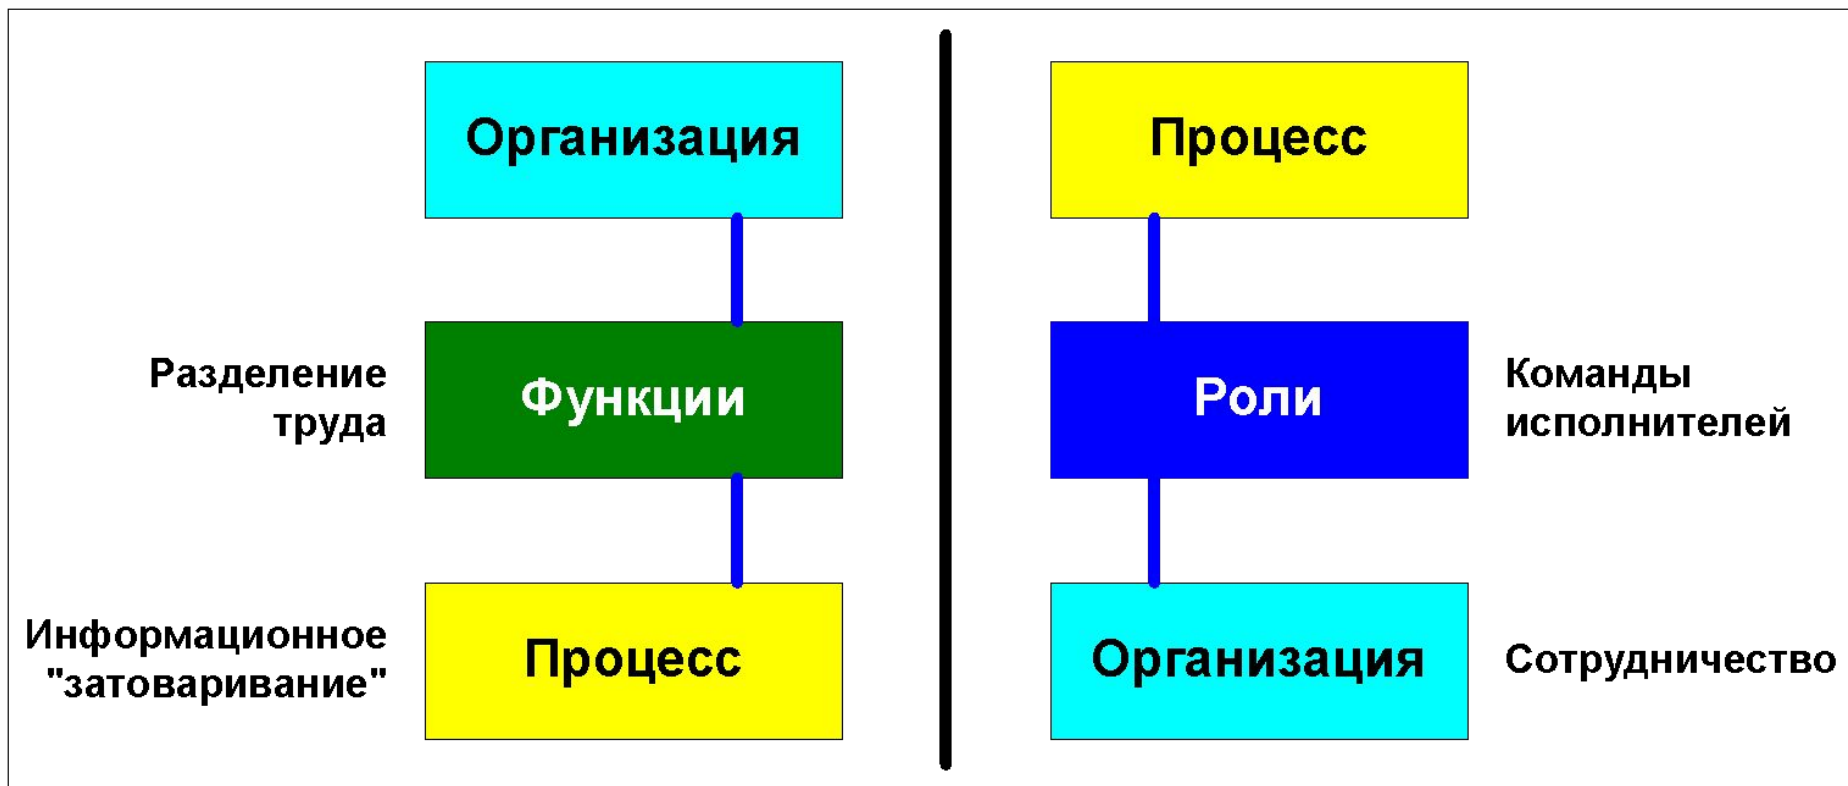 Организация
Разделение
труда
Функции
Информационное
"затоваривание"
Процесс
Процесс
Роли
Команды
исполнителей
Организация
Сотрудничество